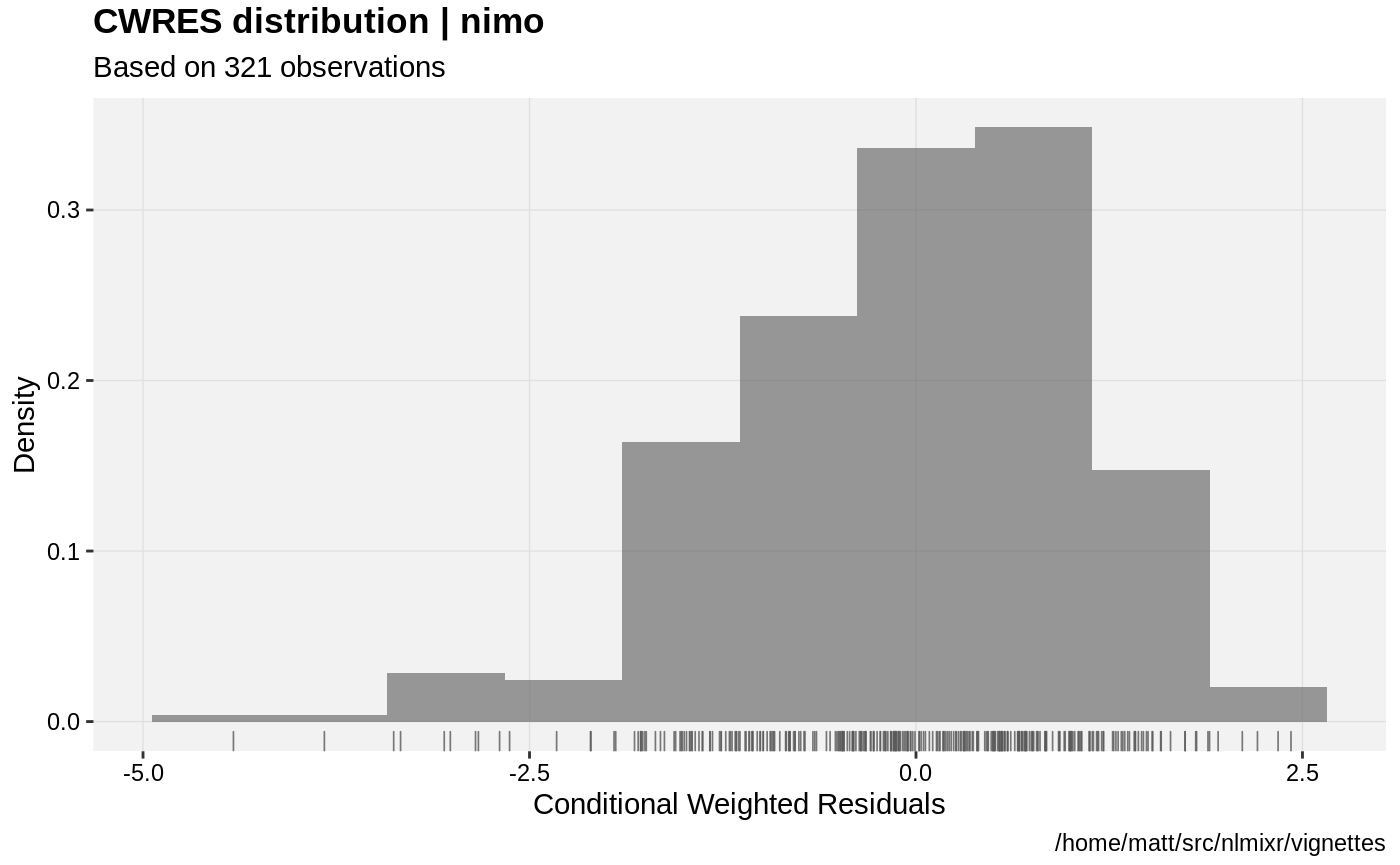 CWRES distribution | nimo
Based on 321 observations
0.3
0.2
0.1
0.0
Density
-5.0 -2.5 0.0 2.5
Conditional Weighted Residuals
/home/matt/src/nlmixr/vignettes